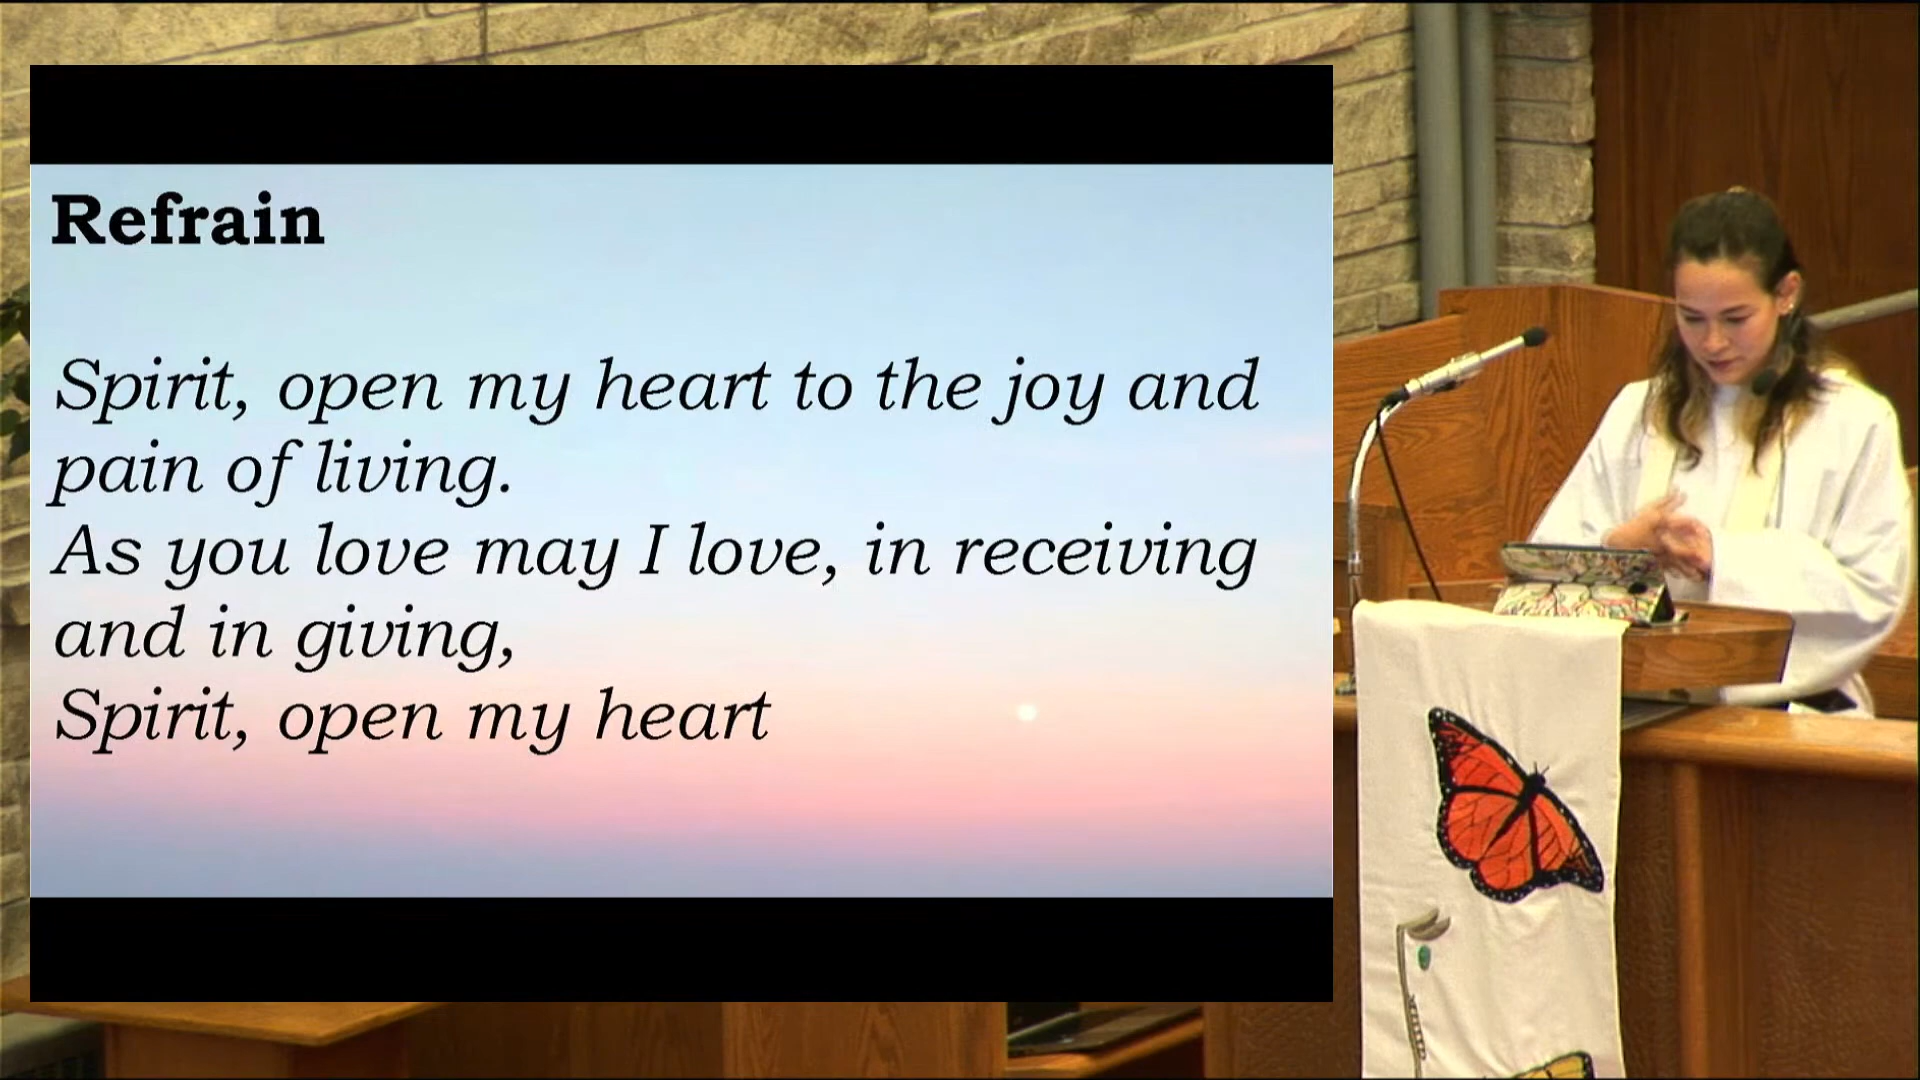 Refrain
Spirit, open my heart to the joy and
pain of living.
As you love may I love, in receiving
and in giving,
Spirit, open my heart